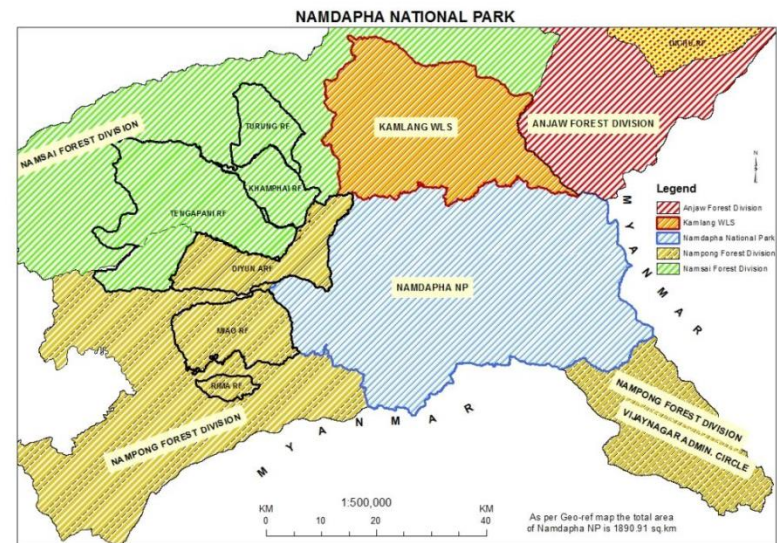 NAMDAPHA NATIONAL PARK
NAMSAI FOREST DIVISION
TURUNG RF
KHAMPHAI RF
TENGAPANI RF
DIYUN ARF
MIAO RF
RIMA RF
KAMLANG WLS
ANJAW FOREST DIVISION
NAMDAPHA NP
NAMPONG FOREST DIVISION
NAMPONG FOREST DIVISION
VIJAYNAGAR ADMIN. CIRCLE
MYANMAR
MYANMAR
N
Legend
Anjaw Forest Division
Kamlang WLS
Namdapha National Park
Nampong Forest Division
Namsai Forest Division
1:500,000
KM KM
0 10 20 40
As per Geo-ref map the total area
of Namdapha NP is 1890.91 sq.km